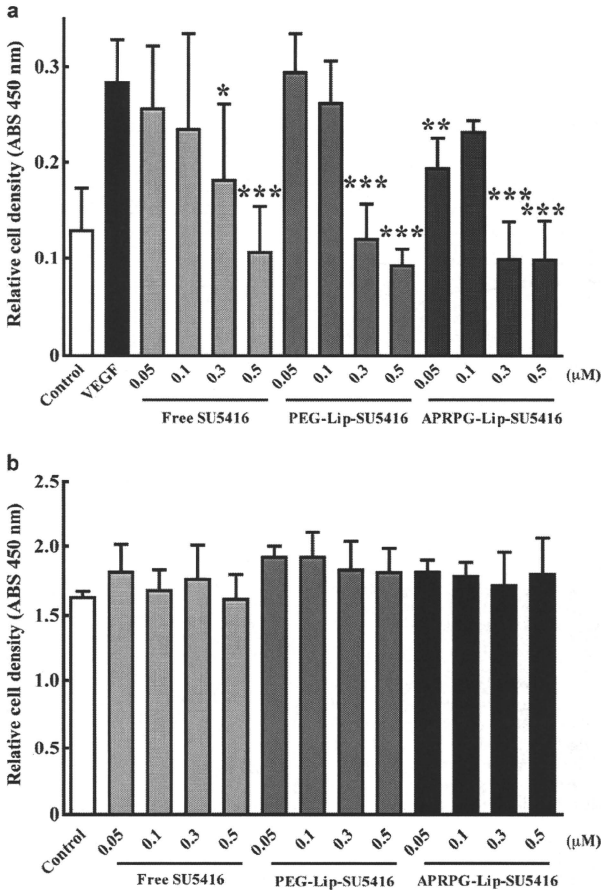 a
Relative cell density (ABS 450 nm)
0.3
0.2
0.1
0
*
***
***
***
**
***
***
Control
VEGF
0.05
0.1
0.3
0.5
0.05
0.1
0.3
0.5
0.05
0.1
0.3
0.5
(μM)
Free SU5416
PEG-Lip-SU5416
APRPG-Lip-SU5416
b
Relative cell density (ABS 450 nm)
2.5
2.0
1.5
1.0
0.5
0
Control
0.05
0.1
0.3
0.5
0.05
0.1
0.3
0.5
0.05
0.1
0.3
0.5
(μM)
Free SU5416
PEG-Lip-SU5416
APRPG-Lip-SU5416